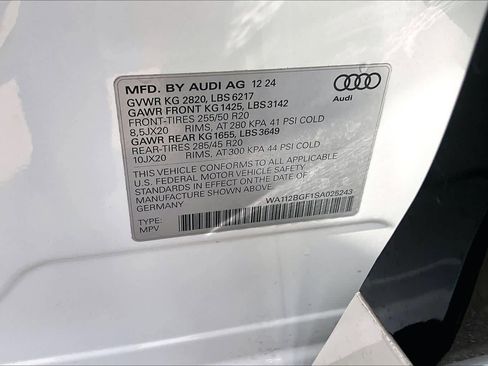 MFD. BY AUDI AG 12 24
GVWR KG 2820, LBS 6217
GAWR FRONT KG 1425, LBS 3142
FRONT-TIRES 255/50 R20
8,5JX20 RIMS, AT 280 KPA 41 PSI COLD
GAWR REAR KG 1655, LBS 3649
REAR-TIRES 285/45 R20
10JX20 RIMS, AT 300 KPA 44 PSI COLD
THIS VEHICLE CONFORMS TO ALL APPLICABLE
U.S. FEDERAL MOTOR VEHICLE SAFETY
STANDARDS IN EFFECT ON THE DATE OF
MANUFACTURE SHOWN ABOVE.
GERMANY
TYPE:
MPV
WA112BGF1SA025243
Audi